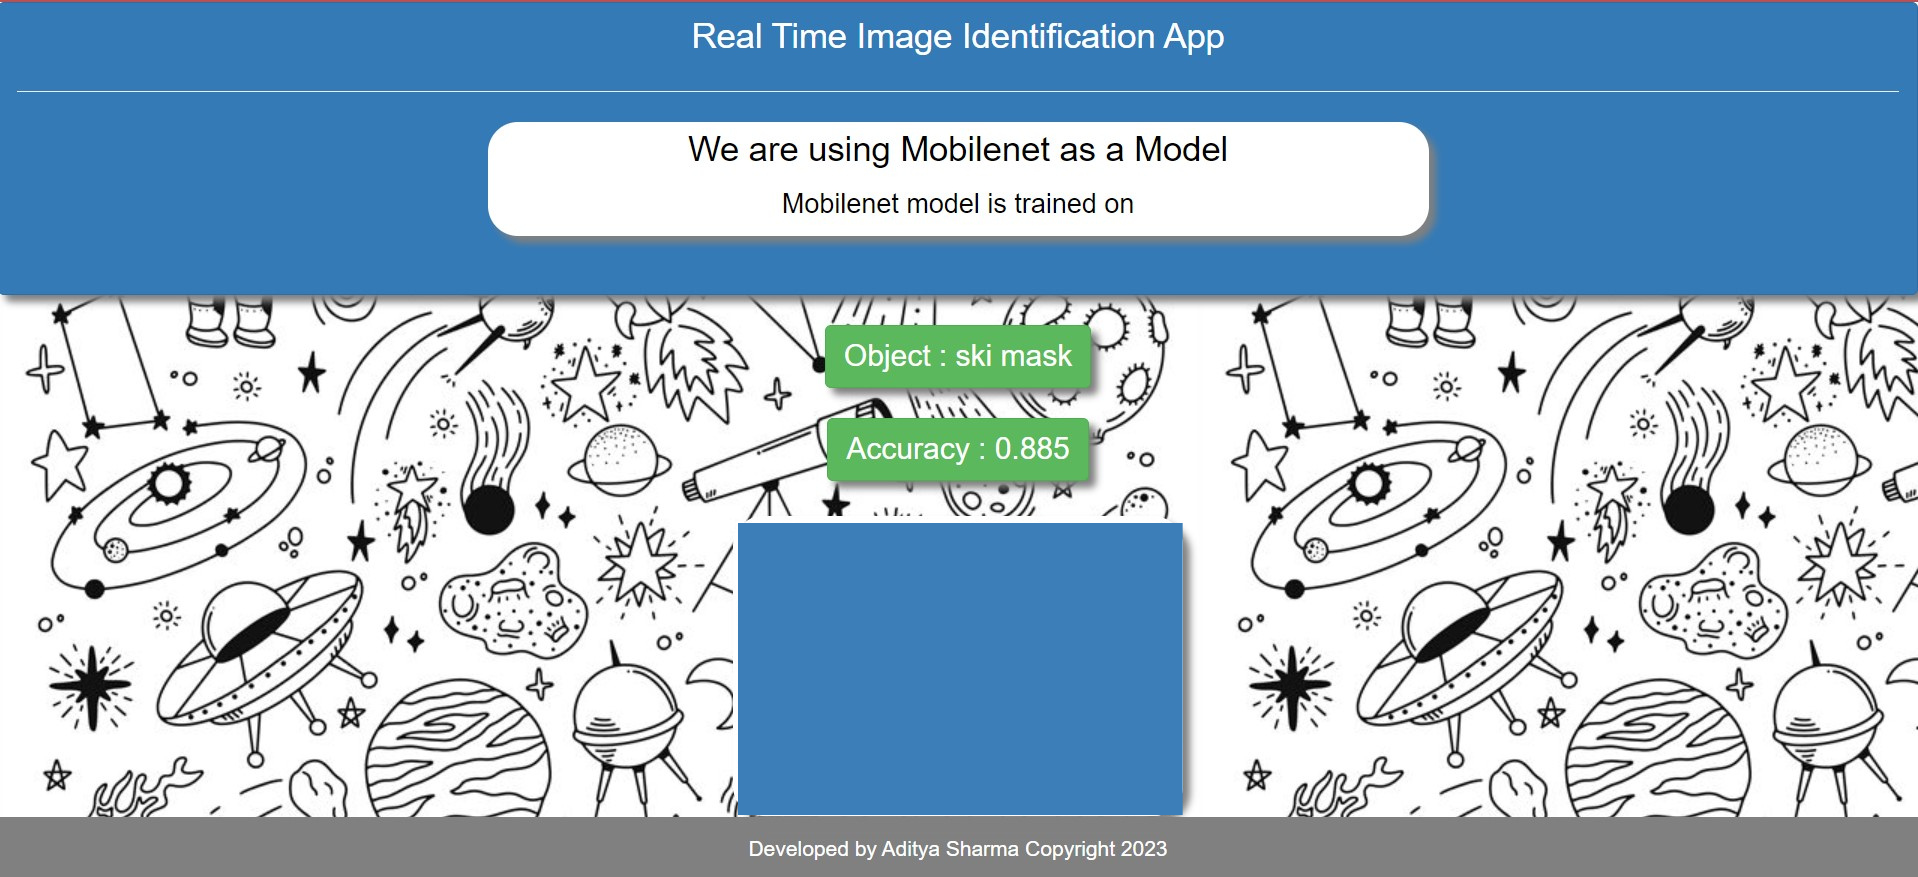 Real Time Image Identification App
We are using Mobilenet as a Model
Mobilenet model is trained on
Object : ski mask
Accuracy : 0.885
Developed by Aditya Sharma Copyright 2023